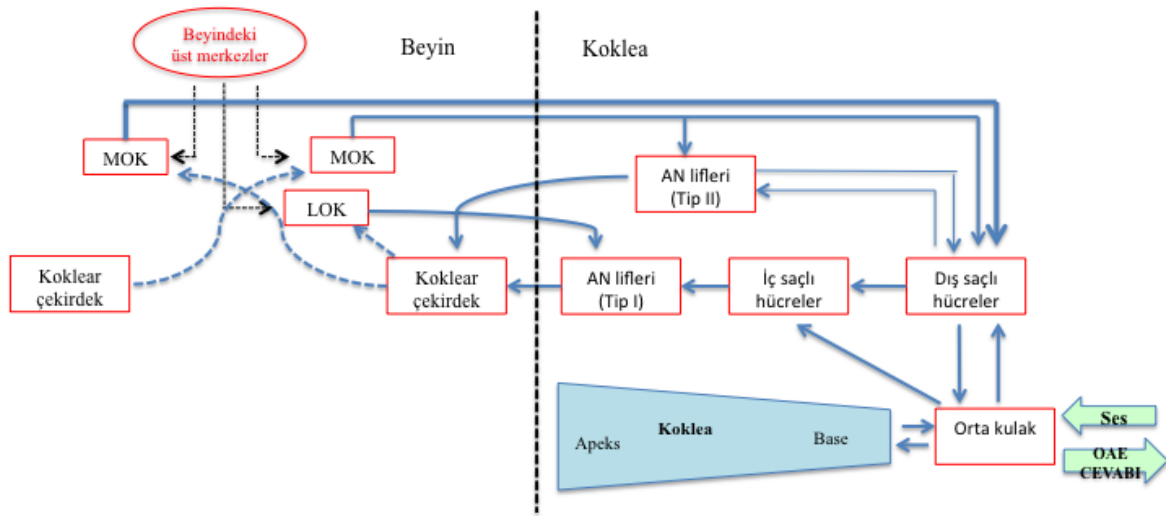 Beyindeki
üst merkezler
Beyin
Koklea
MOK
MOK
AN lifleri
(Tip II)
LOK
Koklear
çekirdek
Koklear
çekirdek
AN lifleri
(Tip I)
İç saçlı
hücreler
Dış saçlı
hücreler
Apeks
Koklea
Base
Orta kulak
Ses
OAE
CEVABI